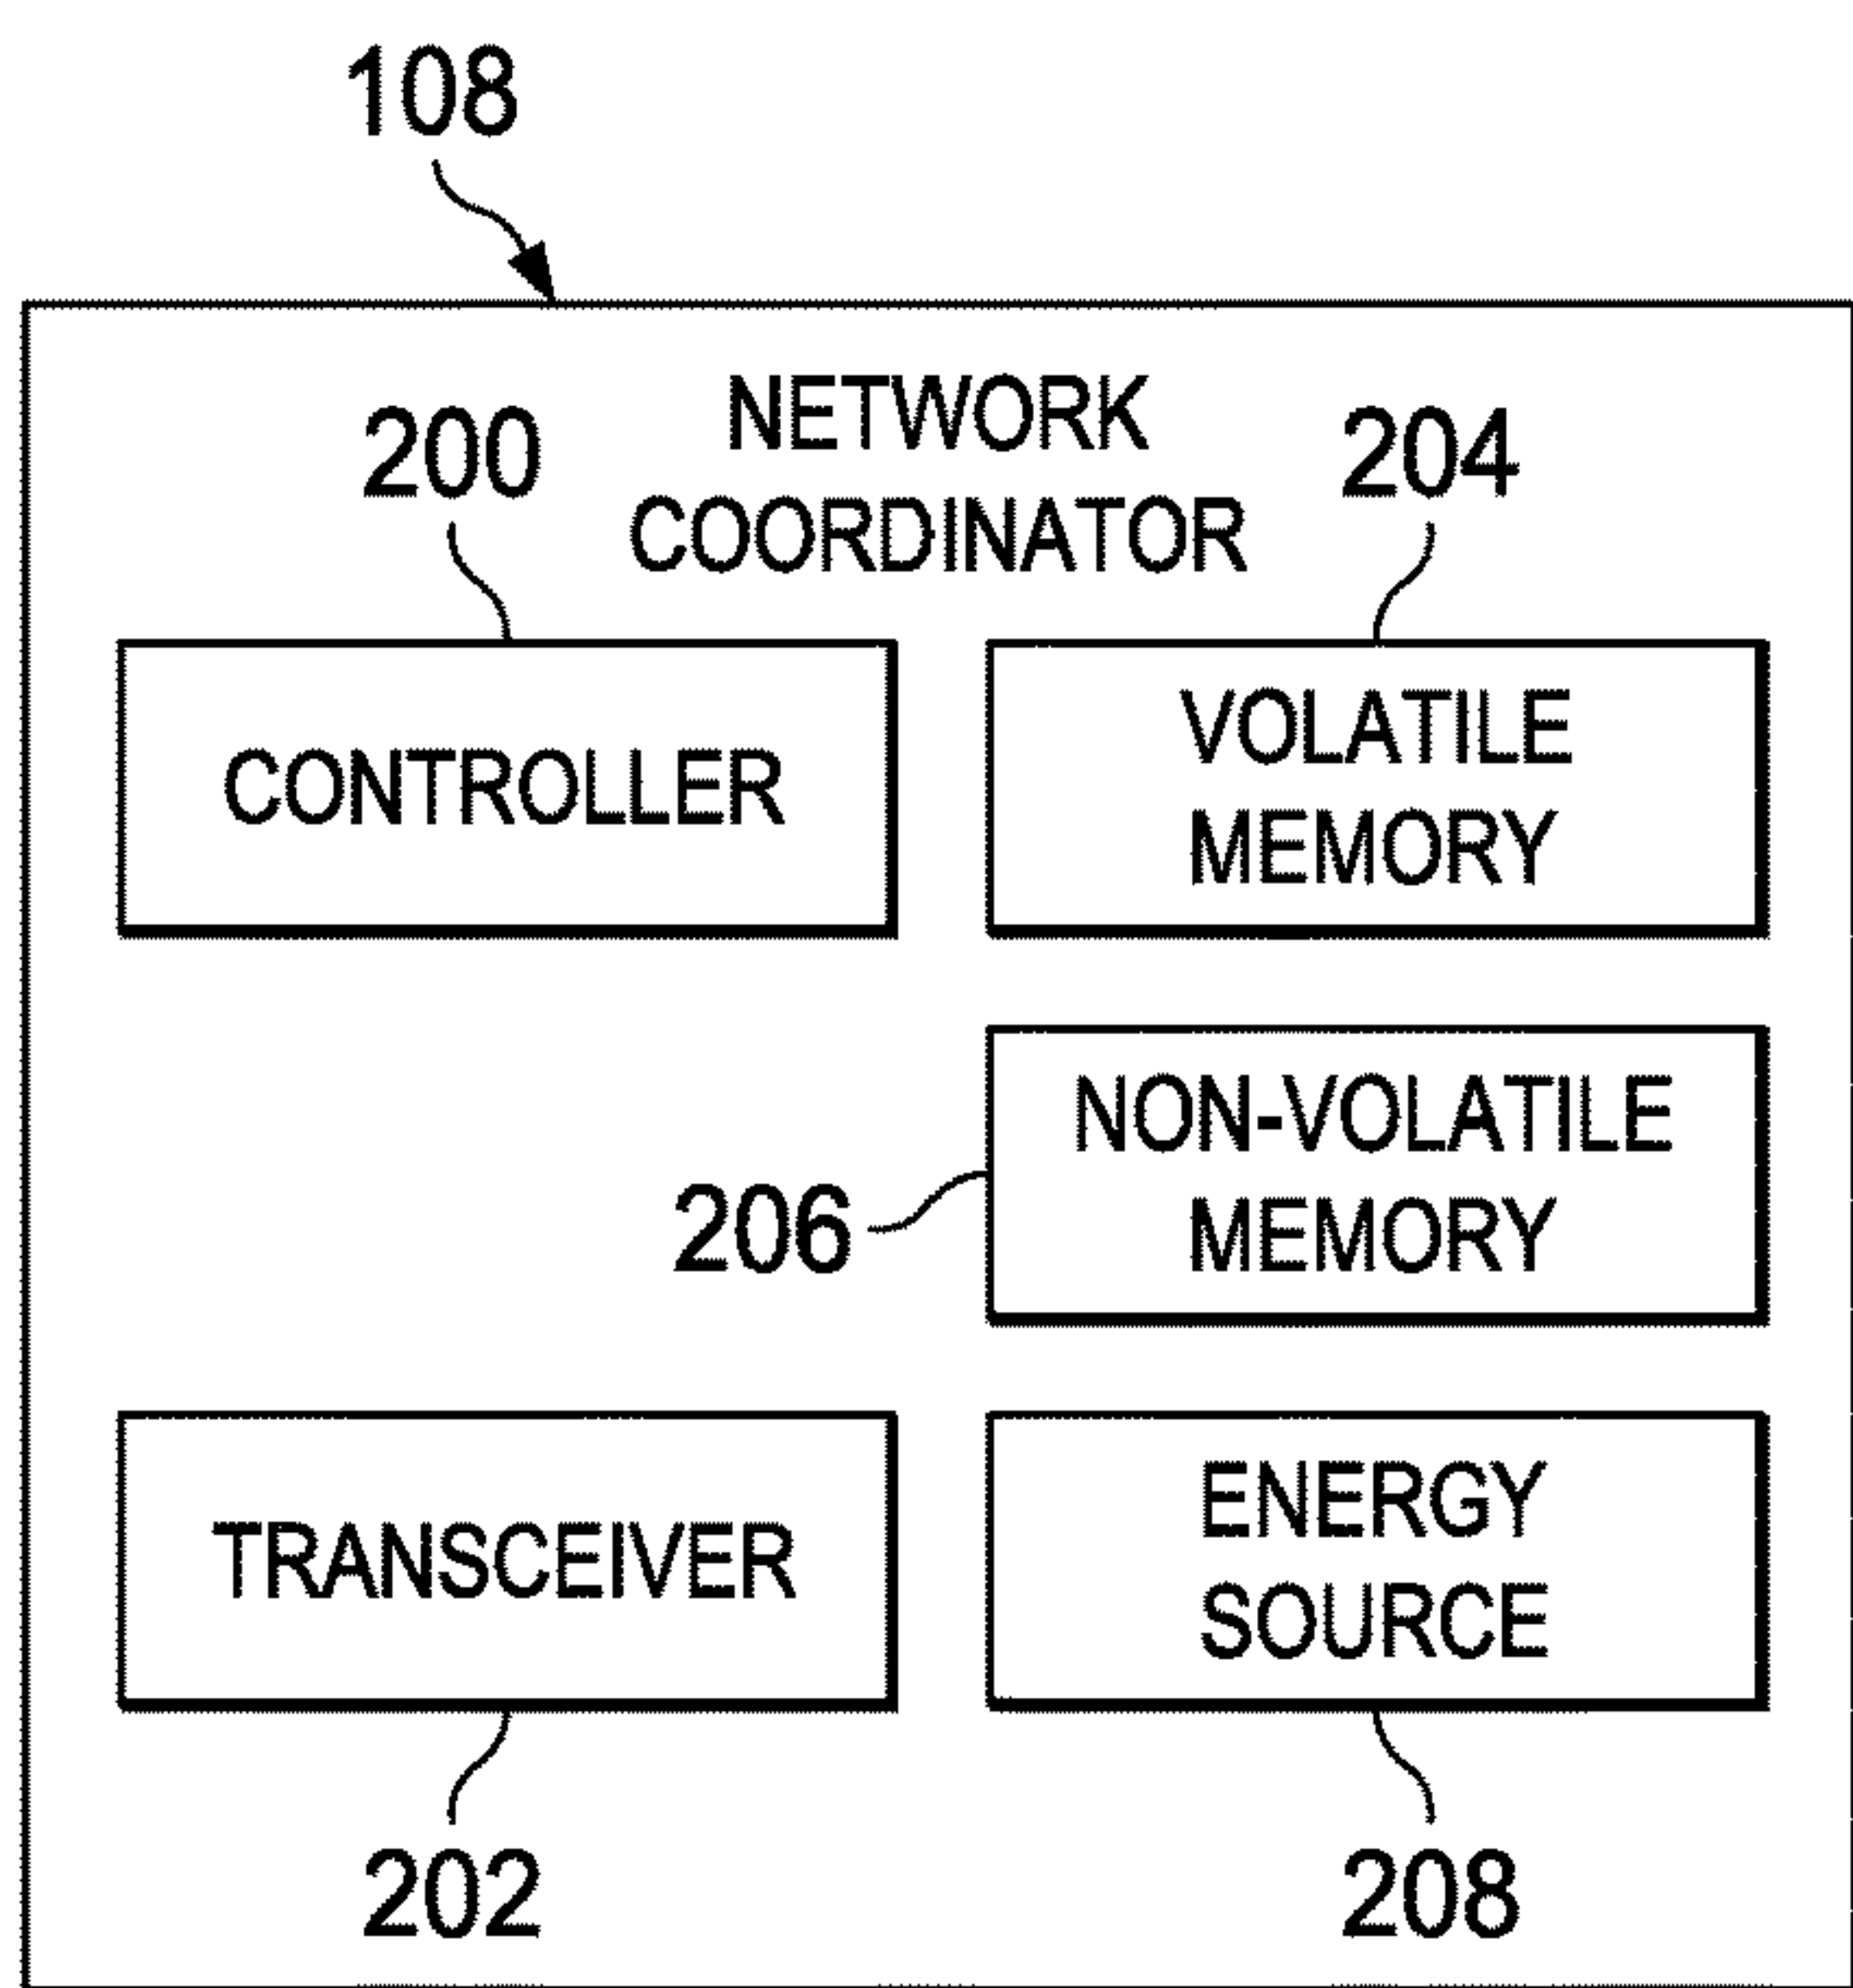 108
NETWORK
COORDINATOR
200
204
CONTROLLER
VOLATILE
MEMORY
NON-VOLATILE
MEMORY
206
TRANSCEIVER
ENERGY
SOURCE
202
208